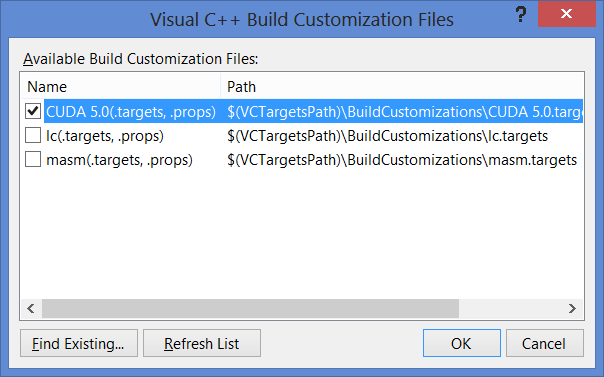 Visual C++ Build Customization Files
?
Available Build Customization Files:
Name Path
CUDA 5.0(.targets, .props) $(VCTargetsPath)\BuildCustomizations\CUDA 5.0.targe
lc(.targets, .props) $(VCTargetsPath)\BuildCustomizations\lc.targets
masm(.targets, .props) $(VCTargetsPath)\BuildCustomizations\masm.targets
Find Existing... Refresh List OK Cancel